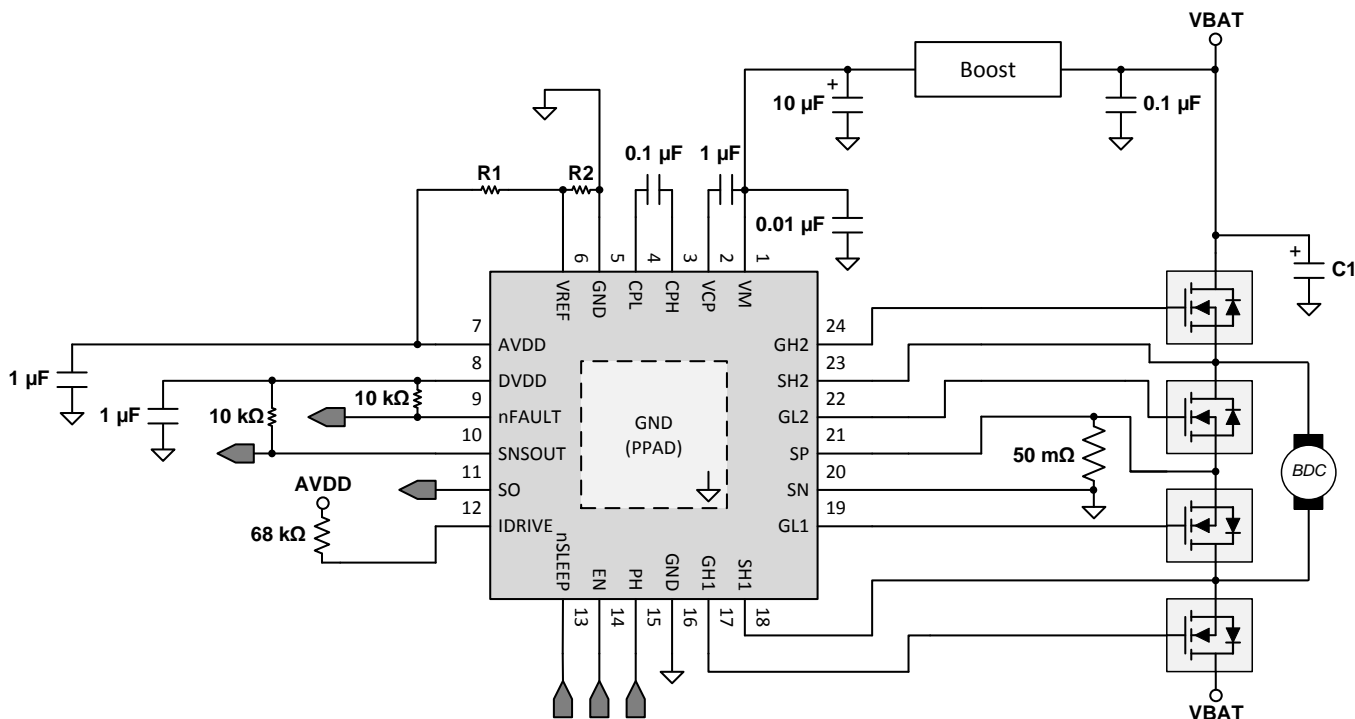 VBAT
Boost
10 µF
+
0.1 µF
R1
R2
0.1 µF
1 µF
0.01 µF
+
C1
6
5
4
3
2
1
VREF
GND
CPL
CPH
VCP
VM
7
AVDD
8
DVDD
9
nFAULT
10
SNSOUT
11
SO
12
IDRIVE
1 µF
1 µF
10 kΩ
10 kΩ
AVDD
68 kΩ
GND
(PPAD)
24
GH2
23
SH2
22
GL2
21
SP
20
SN
19
GL1
50 mΩ
BDC
nSLEEP
EN
PH
GND
GH1
SH1
13
14
15
16
17
18
VBAT